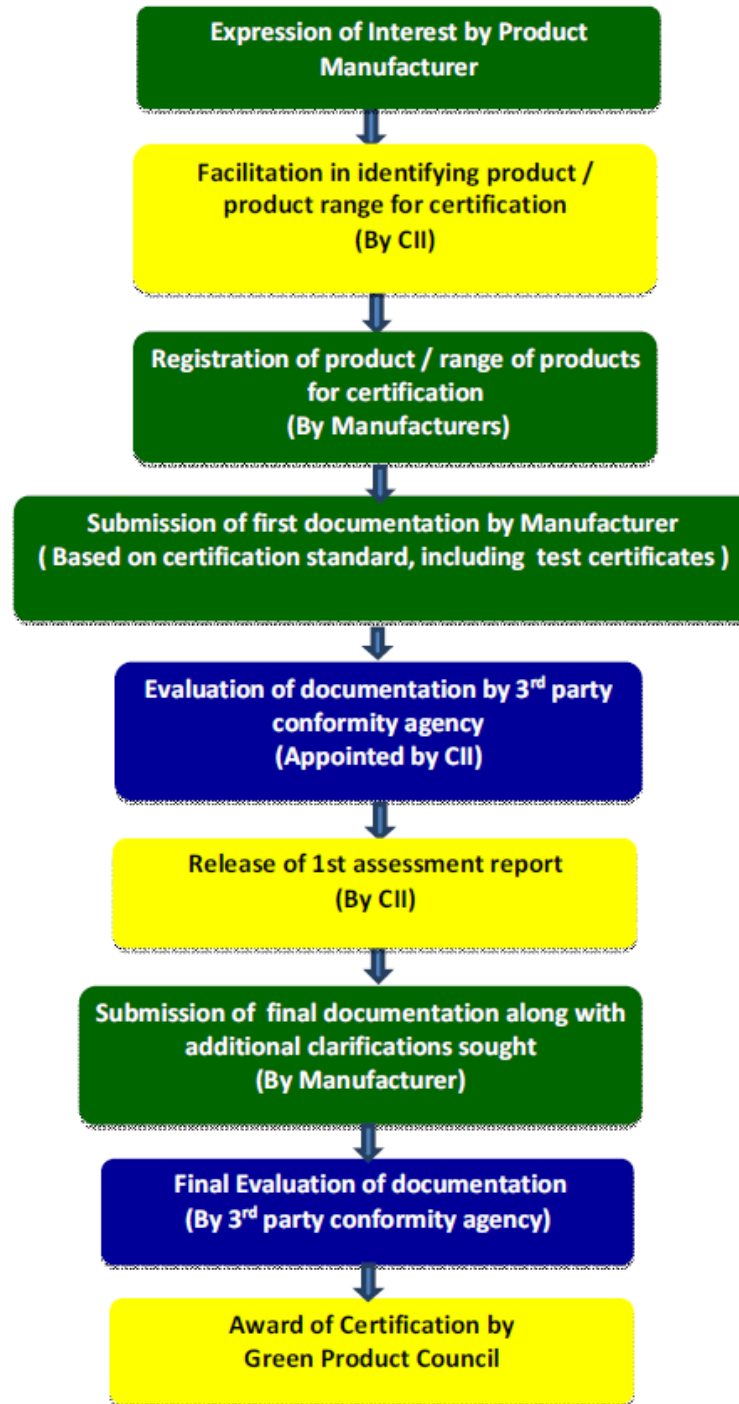 Expression of Interest by Product
Manufacturer
Facilitation in identifying product /
product range for certification
(By CII)
Registration of product / range of products
for certification
(By Manufacturers)
Submission of first documentation by Manufacturer
( Based on certification standard, including test certificates )
Evaluation of documentation by 3rd party
conformity agency
(Appointed by CII)
Release of 1st assessment report
(By CII)
Submission of final documentation along with
additional clarifications sought
(By Manufacturer)
Final Evaluation of documentation
(By 3rd party conformity agency)
Award of Certification by
Green Product Council